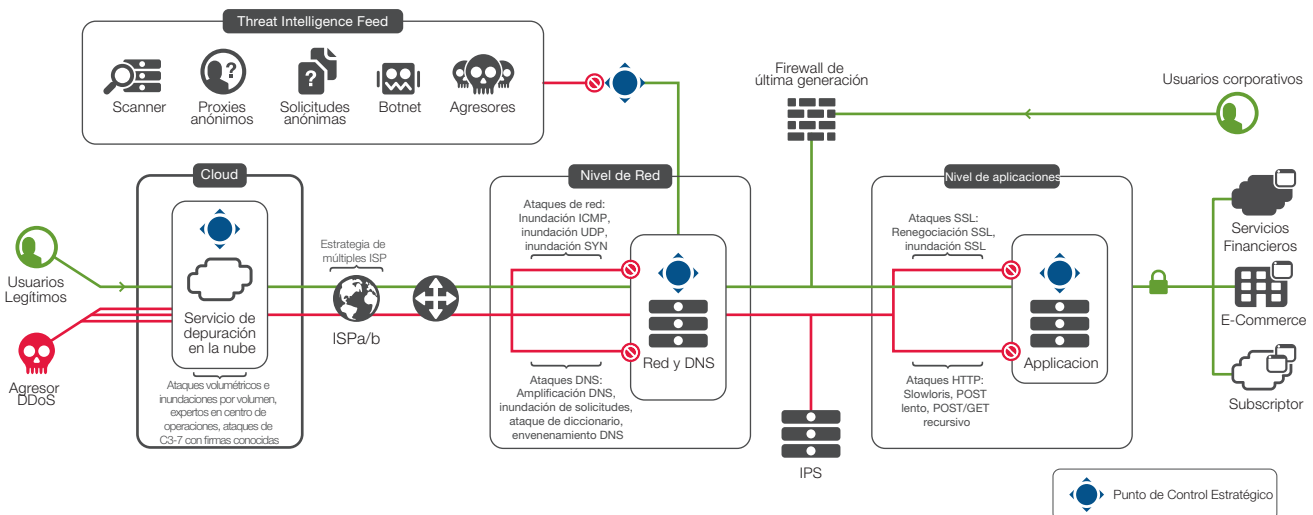 Threat Intelligence Feed
Scanner
Proxies
anónimos
Solicitudes
anónimas
Botnet
Agresores
Firewall de
última generación
Usuarios corporativos
Cloud
Nivel de Red
Nivel de aplicaciones
Usuarios
Legítimos
Agresor
DDoS
Servicio de
depuración
en la nube
Ataques volumétricos e
inundaciones por volumen,
expertos en centro de
operaciones, ataques de
C3-7 con firmas conocidas
Estrategia de
múltiples ISP
ISPa/b
Ataques de red:
Inundación ICMP,
inundación UDP,
inundación SYN
Red y DNS
Ataques DNS:
Amplificación DNS,
inundación de solicitudes,
ataque de diccionario,
envenenamiento DNS
IPS
Ataques SSL:
Renegociación SSL,
inundación SSL
Applicacion
Ataques HTTP:
Slowloris, POST
lento, POST/GET
recursivo
Servicios
Financieros
E-Commerce
Subscriptor
Punto de Control Estratégico